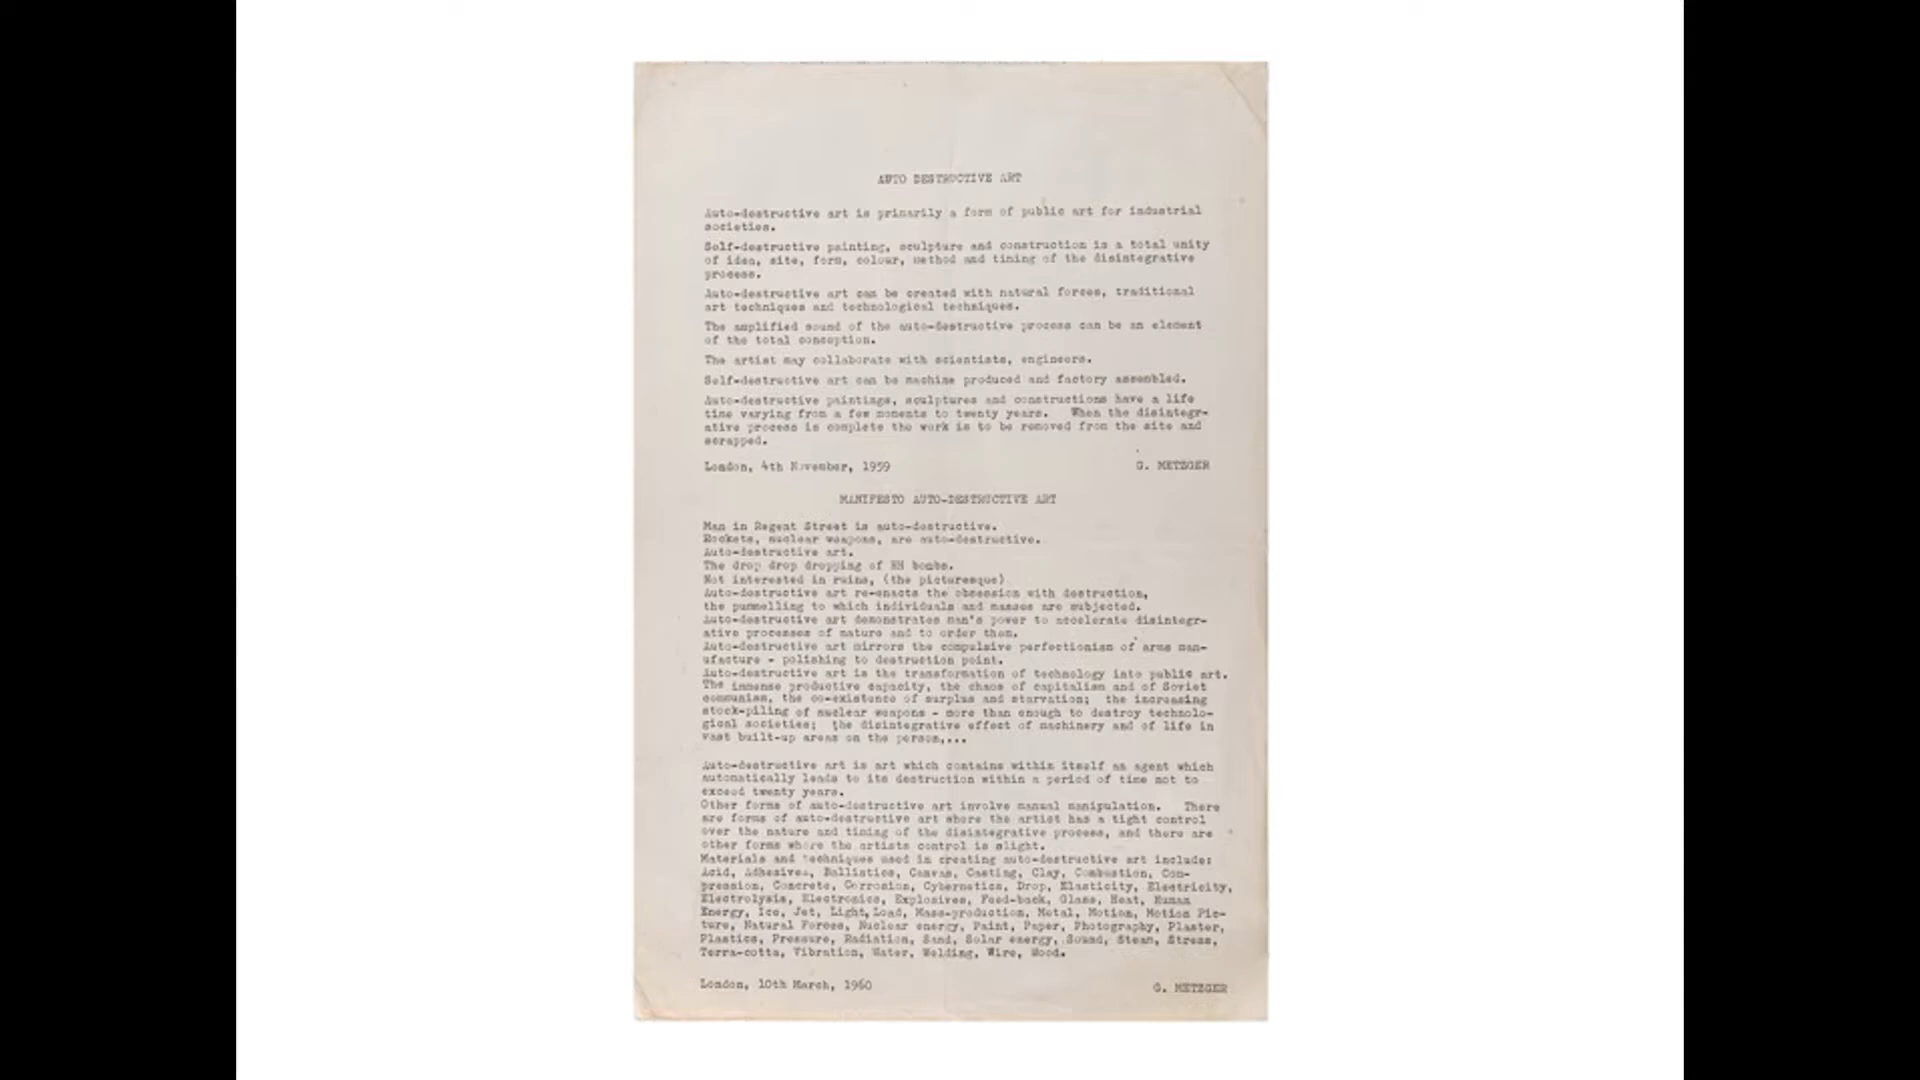 AUTO DESTRUCTIVE ART
Auto-destructive art is primarily a form of public art for industrial
societies.
Self-destructive painting, sculpture and construction is a total unity
of idea, site, form, colour, method and timing of the disintegrative
process.
Auto-destructive art can be created with natural forces, traditional
art techniques and technological techniques.
The amplified sound of the auto-destructive process can be an element
of the total conception.
The artist may collaborate with scientists, engineers.
Self-destructive art can be machine produced and factory assembled.
Auto-destructive paintings, sculptures and constructions have a life
time varying from a few moments to twenty years. When the disintegr-
ative process is complete the work is to be removed from the site and
scrapped.
London, 4th November, 1959 G. METZGER
MANIFESTO AUTO-DESTRUCTIVE ART
Man in Regent Street is auto-destructive.
Rockets, nuclear weapons, are auto-destructive.
Auto-destructive art.
The drop drop dropping of HH bombs.
Not interested in ruins, (the picturesque)
Auto-destructive art re-enacts the obsession with destruction,
the pummelling to which individuals and masses are subjected.
Auto-destructive art demonstrates man's power to accelerate disintegr-
ative processes of nature and to order them.
Auto-destructive art mirrors the compulsive perfectionism of arms man-
ufacture - polishing to destruction point.
Auto-destructive art is the transformation of technology into public art.
The immense productive capacity, the chaos of capitalism and of Soviet
communism, the co-existence of surplus and starvation; the increasing
stock-piling of nuclear weapons - more than enough to destroy technolo-
gical societies; the disintegrative effect of machinery and of life in
vast built-up areas on the person,...
Auto-destructive art is art which contains within itself an agent which
automatically leads to its destruction within a period of time not to
exceed twenty years.
Other forms of auto-destructive art involve manual manipulation. There
are forms of auto-destructive art where the artist has a tight control
over the nature and timing of the disintegrative process, and there are
other forms where the artists control is slight.
Materials and techniques used in creating auto-destructive art include:
Acid, Adhesives, Ballistics, Canvas, Casting, Clay, Combustion, Com-
pression, Concrete, Corrosion, Cybernetics, Drop, Elasticity, Electricity,
Electrolysis, Electronics, Explosives, Feed-back, Glass, Heat, Human
Energy, Ice, Jet, Light, Load, Mass-production, Metal, Motion, Motion Pic-
ture, Natural Forces, Nuclear energy, Paint, Paper, Photography, Plaster,
Plastics, Pressure, Radiation, Sand, Solar energy, Sound, Steam, Stress,
Terra-cotta, Vibration, Water, Welding, Wire, Wood.
London, 10th March, 1960 G. METZGER